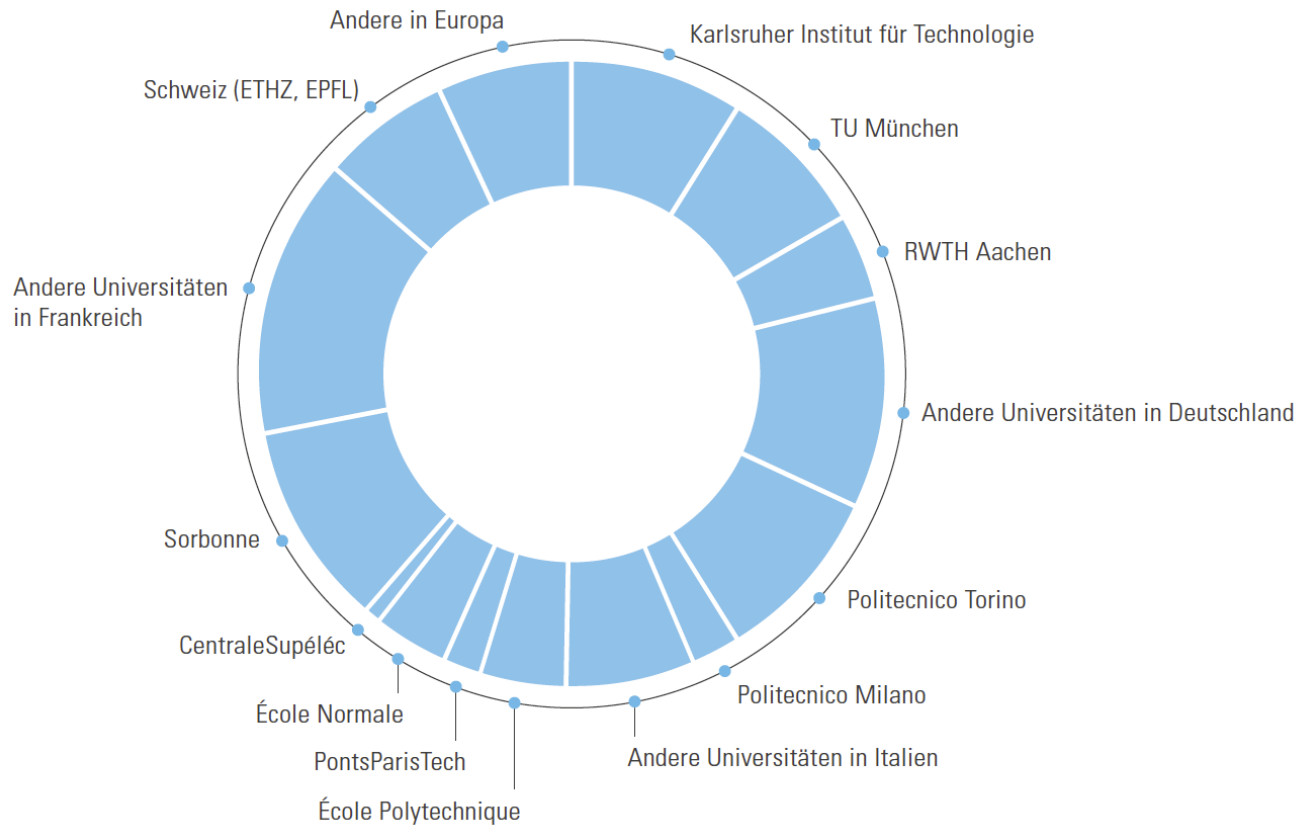 Andere in Europa
Karlsruher Institut für Technologie
Schweiz (ETHZ, EPFL)
TU München
RWTH Aachen
Andere Universitäten
in Frankreich
Andere Universitäten in Deutschland
Sorbonne
Politecnico Torino
CentraleSupéléc
Politecnico Milano
École Normale
Andere Universitäten in Italien
PontsParisTech
École Polytechnique